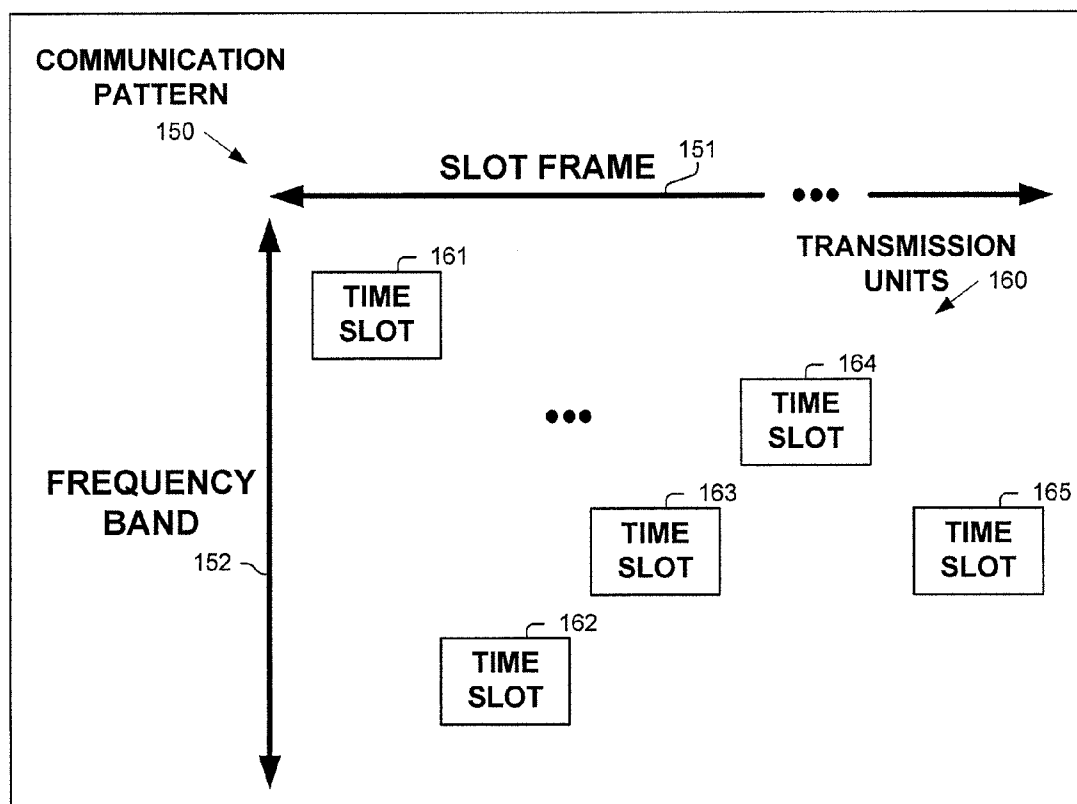 COMMUNICATION
PATTERN
150
SLOT FRAME
151
TRANSMISSION
UNITS
160
161
TIME
SLOT
164
TIME
SLOT
FREQUENCY
BAND
152
163
TIME
SLOT
165
TIME
SLOT
162
TIME
SLOT